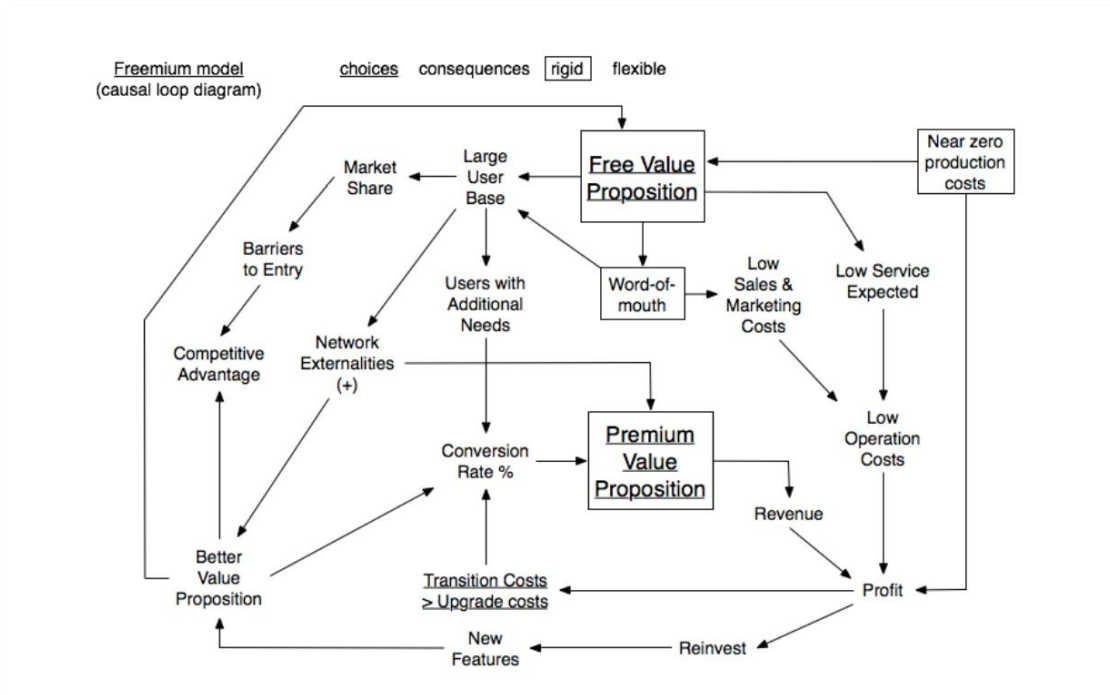 Freemium model
(causal loop diagram)
choices consequences rigid flexible
Near zero
production
costs
Free Value
Proposition
Large
User
Base
Market
Share
Barriers
to Entry
Users with
Additional
Needs
Word-of-
mouth
Low
Sales &
Marketing
Costs
Low Service
Expected
Competitive
Advantage
Network
Externalities
(+)
Conversion
Rate %
Premium
Value
Proposition
Low
Operation
Costs
Revenue
Better
Value
Proposition
Transition Costs
> Upgrade costs
Profit
New
Features
Reinvest